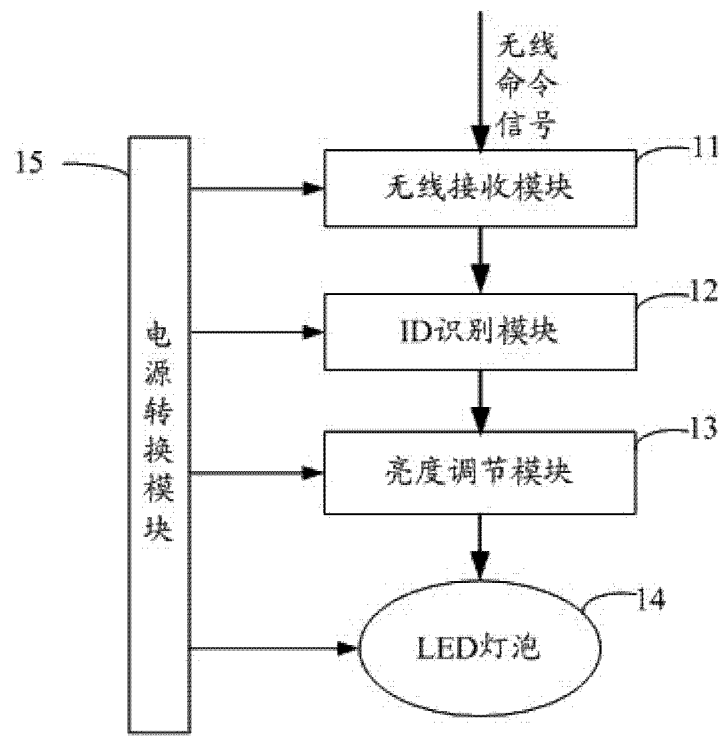 无线
命令
信号
11
无线接收模块
15
12
ID识别模块
电源转换模块
13
亮度调节模块
14
LED灯泡